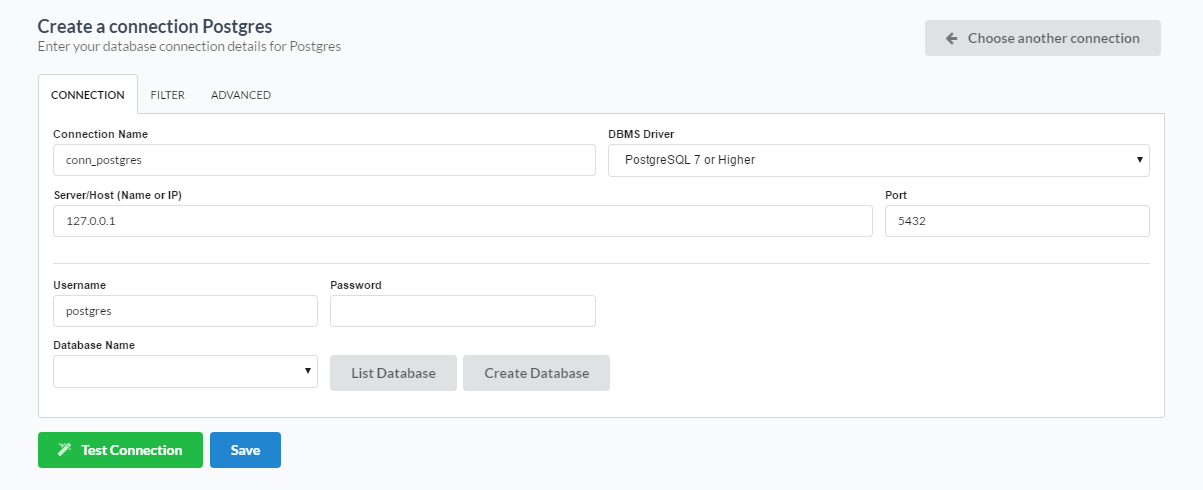 Create a connection Postgres
Enter your database connection details for Postgres
Choose another connection
CONNECTION FILTER ADVANCED
Connection Name DBMS Driver
conn_postgres PostgreSQL 7 or Higher
Server/Host (Name or IP) Port
127.0.0.1 5432
Username Password
postgres
Database Name
List Database Create Database
Test Connection Save